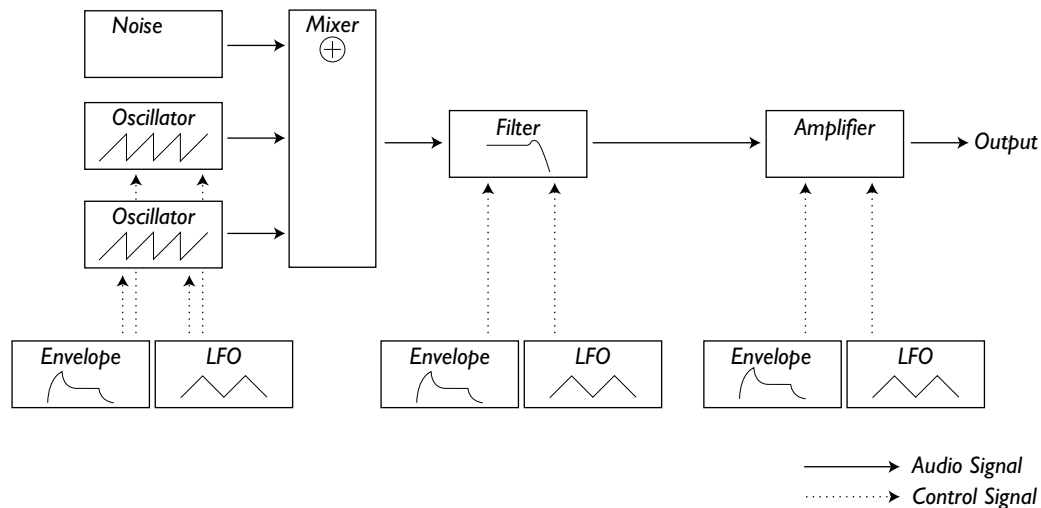 Noise
Mixer
Oscillator
Filter
Amplifier
Output
Oscillator
Envelope
LFO
Envelope
LFO
Envelope
LFO
Audio Signal
Control Signal